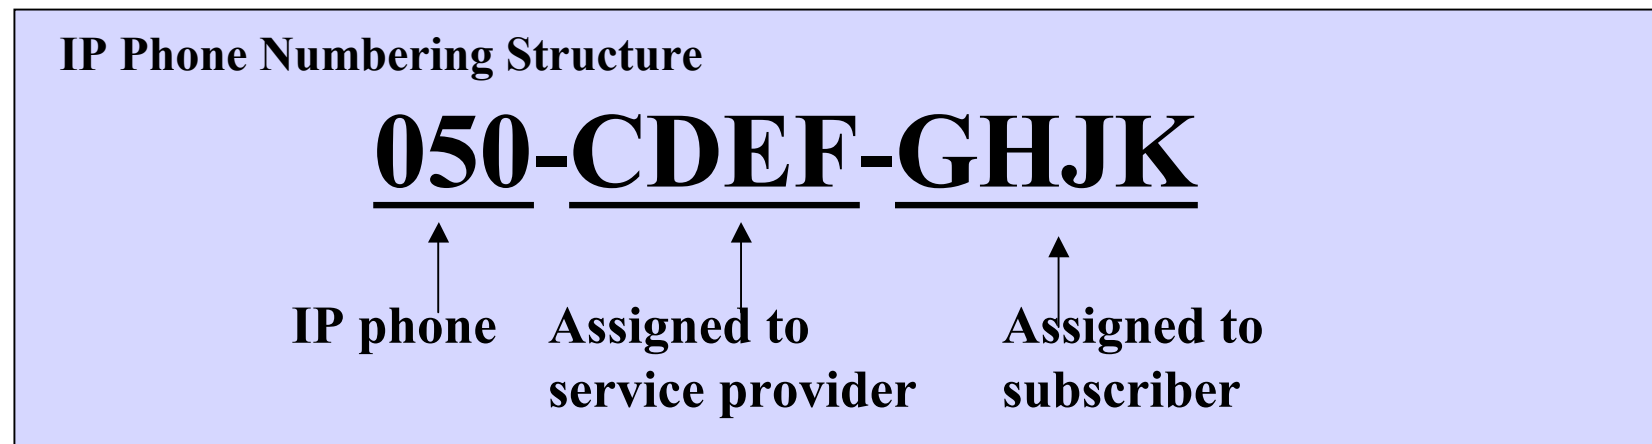 IP Phone Numbering Structure
050-CDEF-GHJK
IP phone
Assigned to
service provider
Assigned to
subscriber